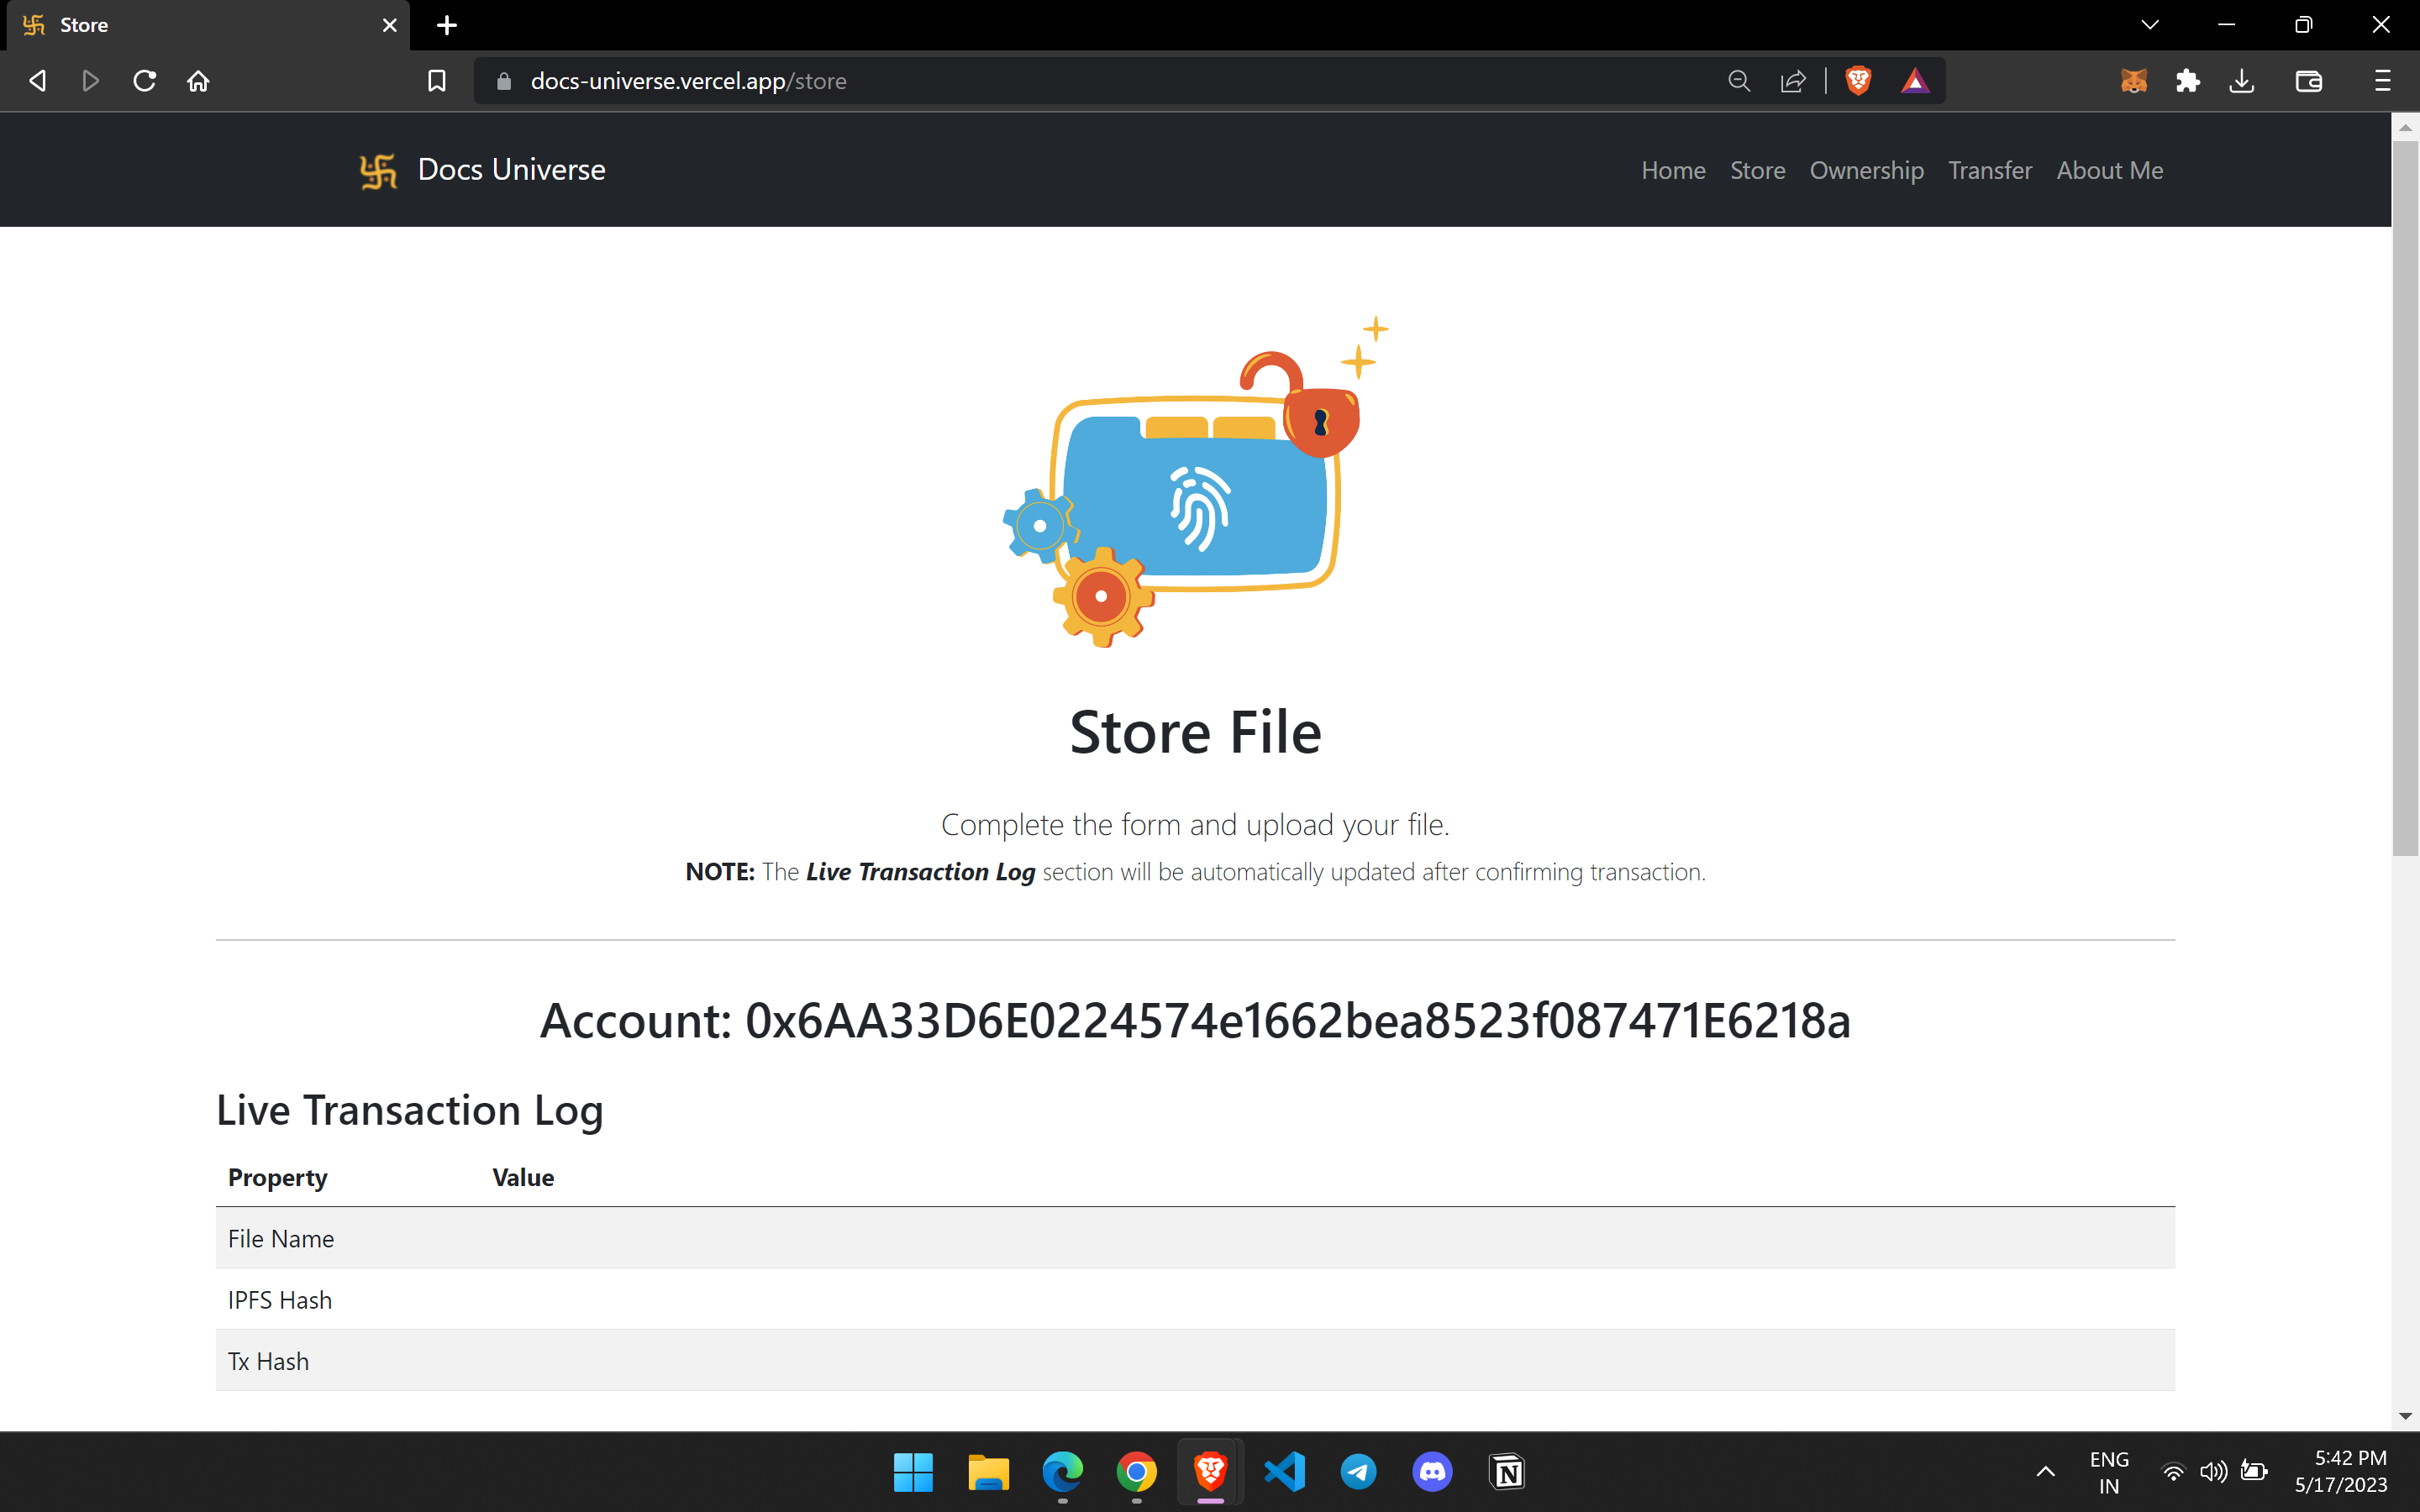 Store
docs-universe.vercel.app/store
Docs Universe
Home Store Ownership Transfer About Me
Store File
Complete the form and upload your file.
NOTE: The Live Transaction Log section will be automatically updated after confirming transaction.
Account: 0x6AA33D6E0224574e1662bea8523f087471E6218a
Live Transaction Log
Property Value
File Name
IPFS Hash
Tx Hash
ENG
IN
5:42 PM
5/17/2023